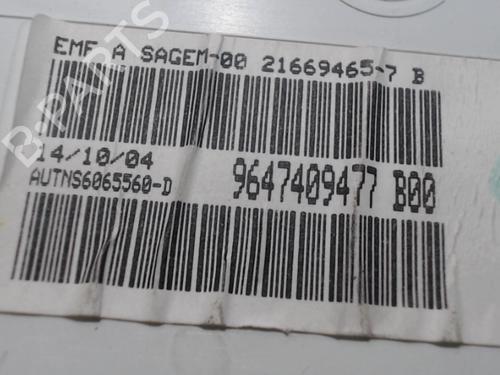 EMF A SAGEM-00 21669465-7 B
14/10/04
AUTNS6065560-D
9647409477 B00
B-PARTS